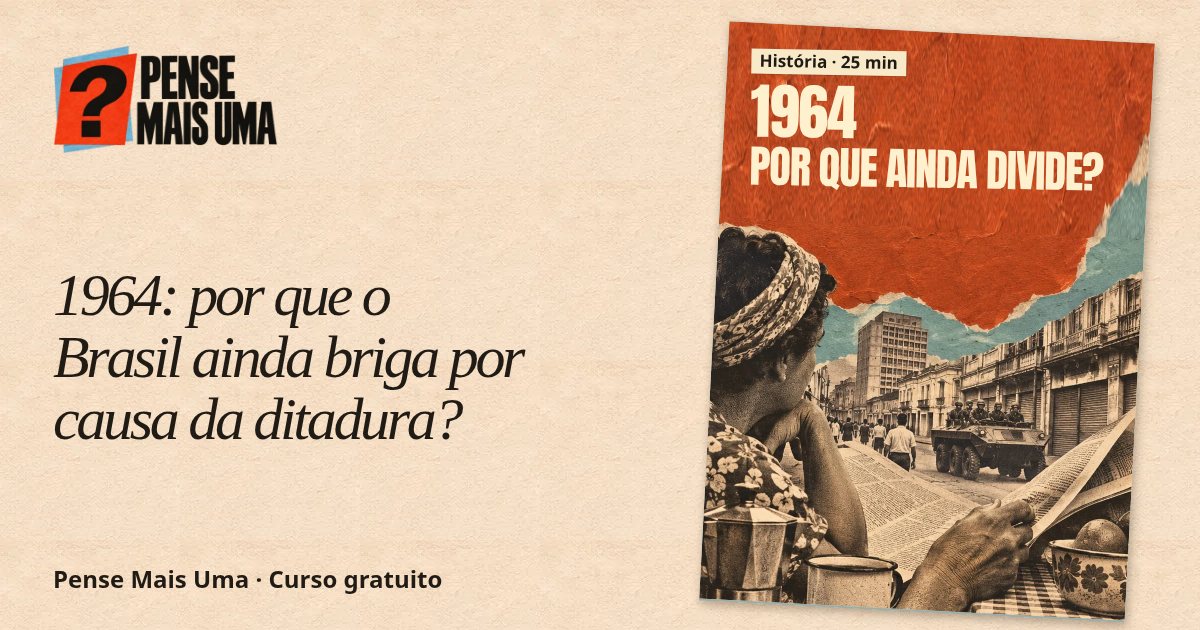 ?
PENSE
MAIS UMA
1964: por que o
Brasil ainda briga por
causa da ditadura?
Pense Mais Uma · Curso gratuito
História · 25 min
1964
POR QUE AINDA DIVIDE?